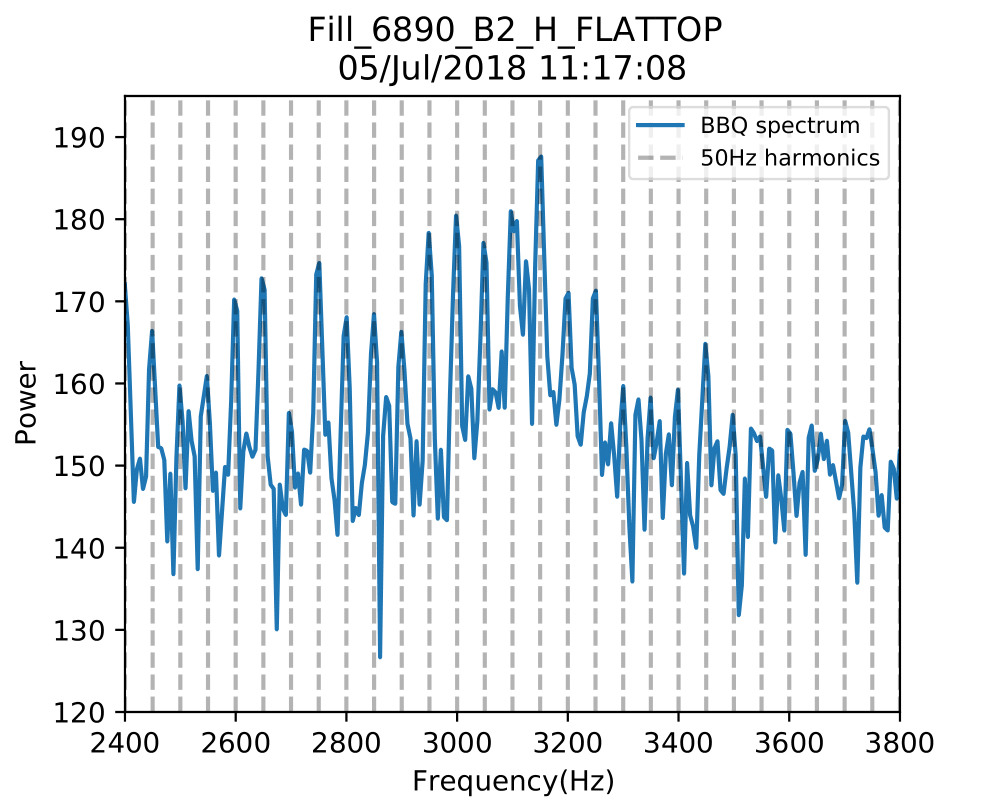 Fill_6890_B2_H_FLATTOP
05/Jul/2018 11:17:08
BBQ spectrum
50Hz harmonics
190
180
170
160
150
140
130
120
Power
2400 2600 2800 3000 3200 3400 3600 3800
Frequency(Hz)